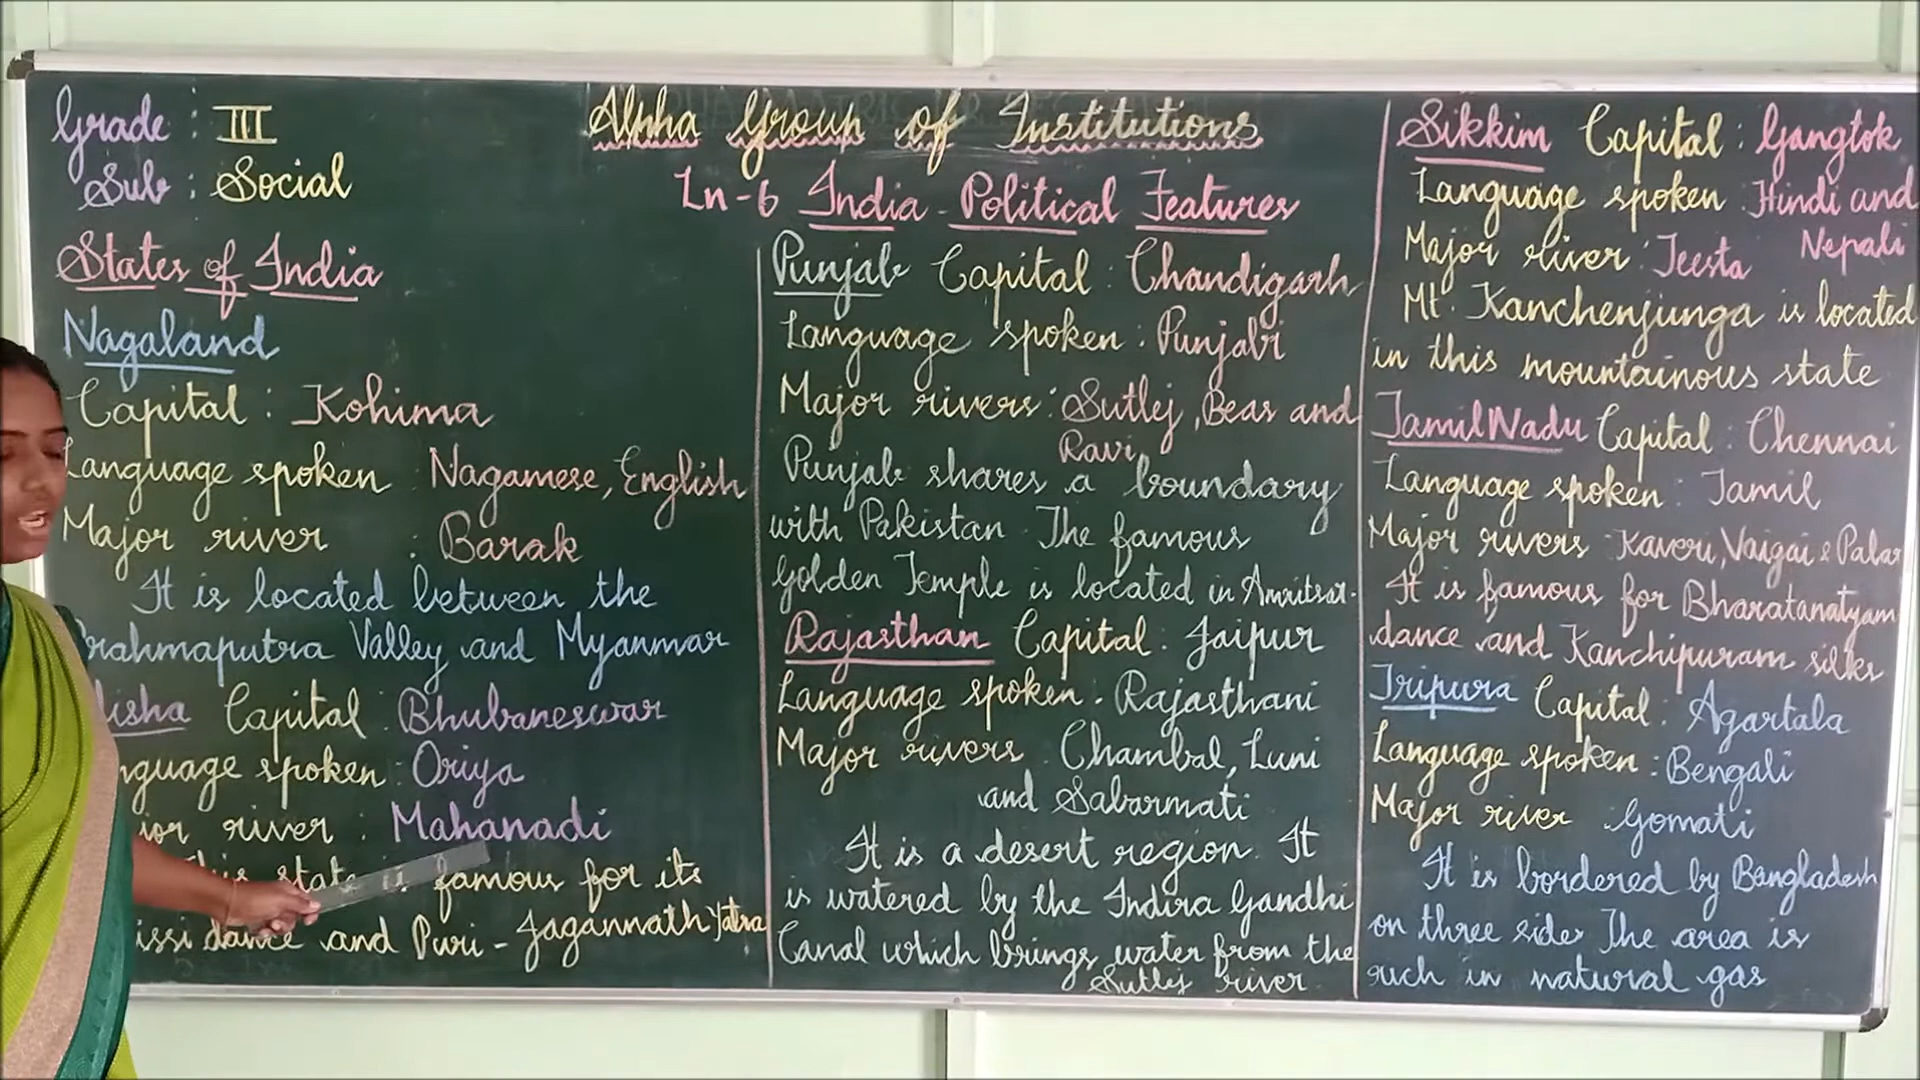 Grade : III
Sub : Social
Alpha Group of Institutions
Ln-6 India Political Features
States of India
Nagaland
Capital : Kohima
Language spoken : Nagamese, English
Major river : Barak
It is located between the
Brahmaputra Valley and Myanmar
isha Capital : Bhubaneswar
nguage spoken : Oriya
ior river : Mahanadi
state is famous for its
issi dance and Puri - Jagannath Yatra
Punjab Capital : Chandigarh
Language spoken : Punjabi
Major rivers : Sutlej, Beas and
Ravi
Punjab shares a boundary
with Pakistan. The famous
Golden Temple is located in Amritsar.
Rajasthan Capital : Jaipur
Language spoken : Rajasthani
Major rivers : Chambal, Luni
and Sabarmati
It is a desert region. It
is watered by the Indira Gandhi
Canal which brings water from the
Sutlej river.
Sikkim Capital : Gangtok
Language spoken : Hindi and
Nepali
Major river : Teesta
Mt. Kanchenjunga is located
in this mountainous state
TamilNadu Capital : Chennai
Language spoken : Tamil
Major rivers : Kaveri, Vaigai & Palar
It is famous for Bharatanatyam
dance and Kanchipuram silks
Tripura Capital : Agartala
Language spoken : Bengali
Major river : Gomati
It is bordered by Bangladesh
on three side. The area is
rich in natural gas